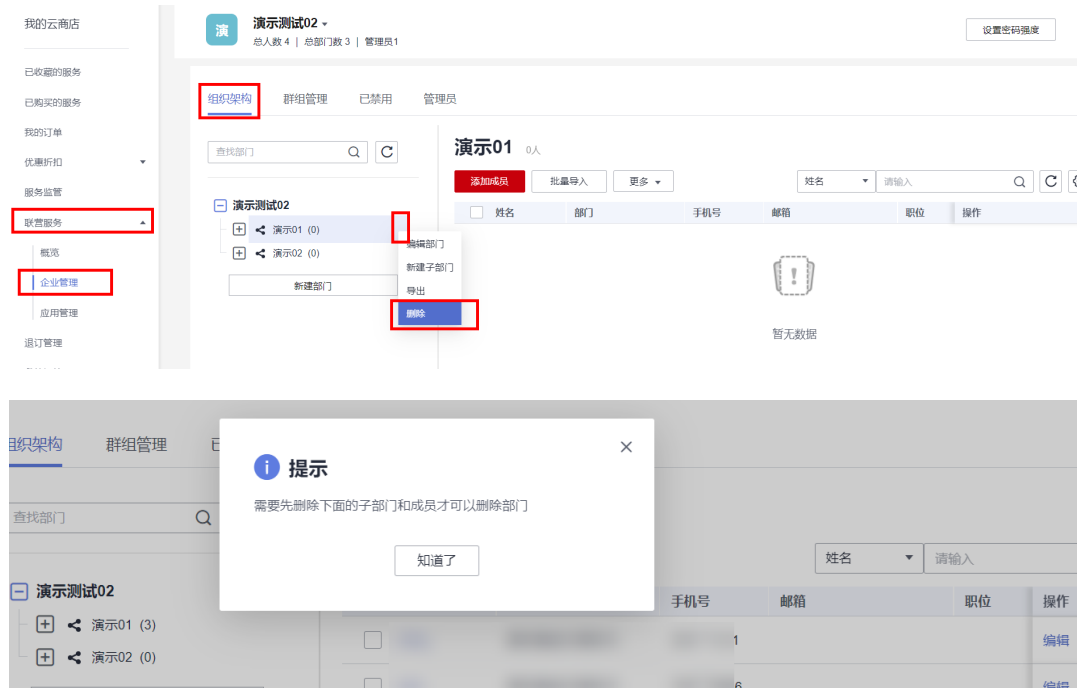 我的云商店
已收藏的服务
已购买的服务
我的订单
优惠折扣
服务监管
联营服务
概览
企业管理
应用管理
退订管理
演
演示测试02
总人数 4 | 总部门数 3 | 管理员1
设置密码强度
组织架构 群组管理 已禁用 管理员
查找部门
演示测试02
演示01 (0)
演示02 (0)
新建部门
编辑部门
新建子部门
导出
删除
演示01 0人
添加成员 批量导入 更多 姓名 请输入
姓名 部门 手机号 邮箱 职位 操作
暂无数据
组织架构 群组管理
查找部门
演示测试02
演示01 (3)
演示02 (0)
提示
需要先删除下面的子部门和成员才可以删除部门
知道了
姓名 请输入
手机号 邮箱 职位 操作
1 编辑
6 编辑